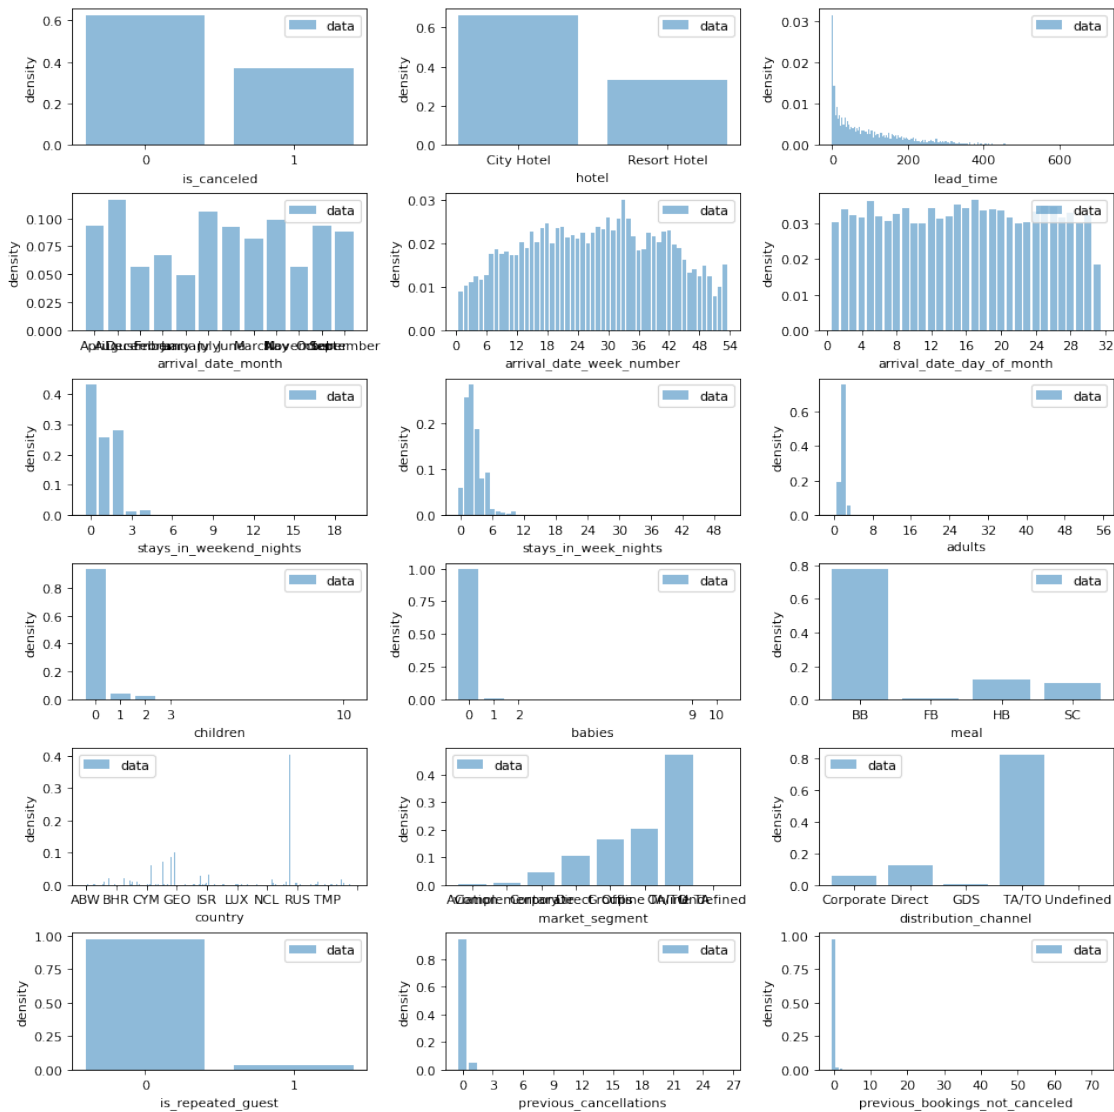 0.6
0.4
0.2
0.0
density
data
0 1
is_canceled
0.6
0.4
0.2
0.0
density
data
City Hotel Resort Hotel
hotel
0.03
0.02
0.01
0.00
density
data
0 200 400 600
lead_time
0.100
0.075
0.050
0.025
0.000
density
data
July June March September
arrival_date_month
0.03
0.02
0.01
0.00
density
data
0 6 12 18 24 30 36 42 48 54
arrival_date_week_number
0.03
0.02
0.01
0.00
density
data
0 4 8 12 16 20 24 28 32
arrival_date_day_of_month
0.4
0.3
0.2
0.1
0.0
density
data
0 3 6 9 12 15 18
stays_in_weekend_nights
0.2
0.1
0.0
density
data
0 6 12 18 24 30 36 42 48
stays_in_week_nights
0.6
0.4
0.2
0.0
density
data
0 8 16 24 32 40 48 56
adults
0.8
0.6
0.4
0.2
0.0
density
data
0 1 2 3 10
children
1.00
0.75
0.50
0.25
0.00
density
data
0 1 2 9 10
babies
0.8
0.6
0.4
0.2
0.0
density
data
BB FB HB SC
meal
0.4
0.3
0.2
0.1
0.0
density
data
ABW BHR CYM GEO ISR LUX NCL RUS TMP
country
0.4
0.3
0.2
0.1
0.0
density
data
Direct
market_segment
0.8
0.6
0.4
0.2
0.0
density
data
Corporate Direct GDS TA/TO Undefined
distribution_channel
1.00
0.75
0.50
0.25
0.00
density
data
0 1
is_repeated_guest
0.8
0.6
0.4
0.2
0.0
density
data
0 3 6 9 12 15 18 21 24 27
previous_cancellations
1.00
0.75
0.50
0.25
0.00
density
data
0 10 20 30 40 50 60 70
previous_bookings_not_canceled